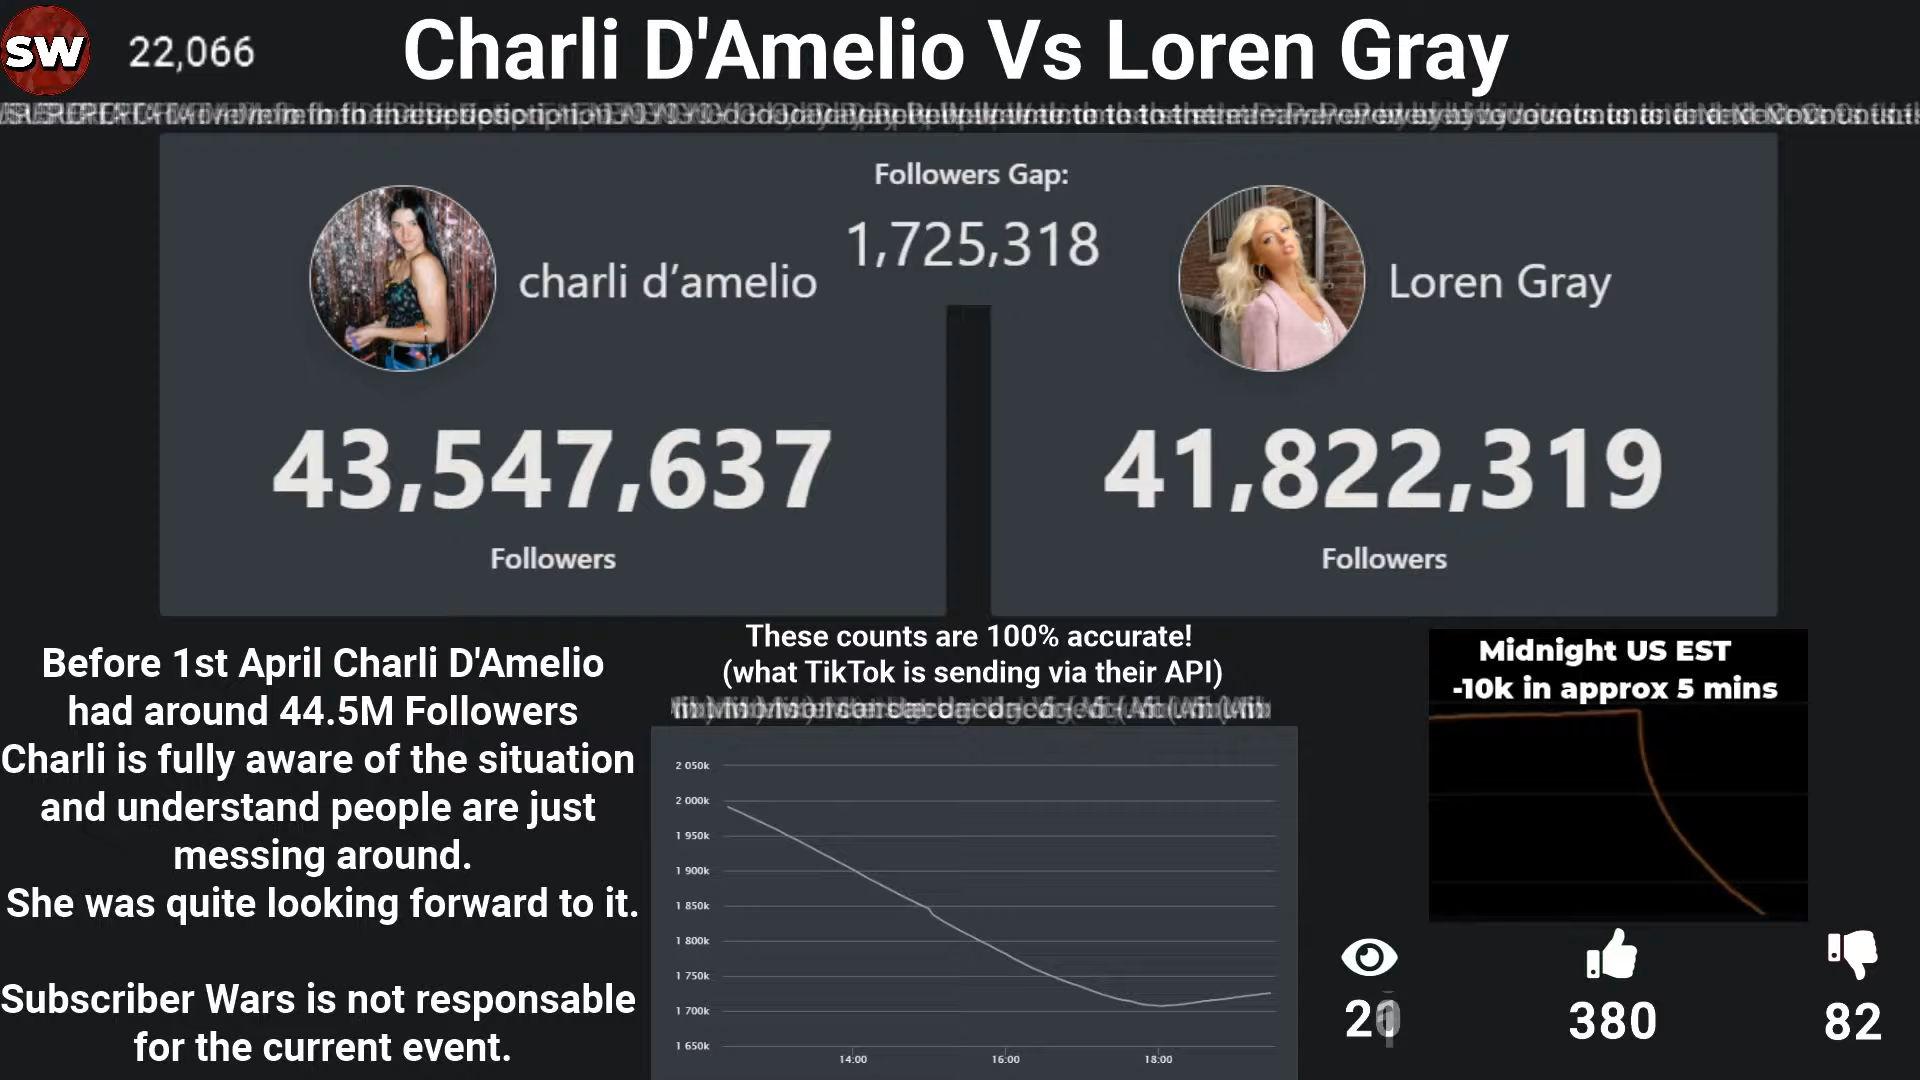 SW
22,066
Charli D'Amelio Vs Loren Gray
Followers Gap:
1,725,318
charli d’amelio
Loren Gray
43,547,637
41,822,319
Followers
Followers
Before 1st April Charli D'Amelio
had around 44.5M Followers
Charli is fully aware of the situation
and understand people are just
messing around.
She was quite looking forward to it.
Subscriber Wars is not responsable
for the current event.
These counts are 100% accurate!
(what TikTok is sending via their API)
2 050k
2 000k
1 950k
1 900k
1 850k
1 800k
1 750k
1 700k
1 650k
14:00
16:00
18:00
Midnight US EST
-10k in approx 5 mins
380
82